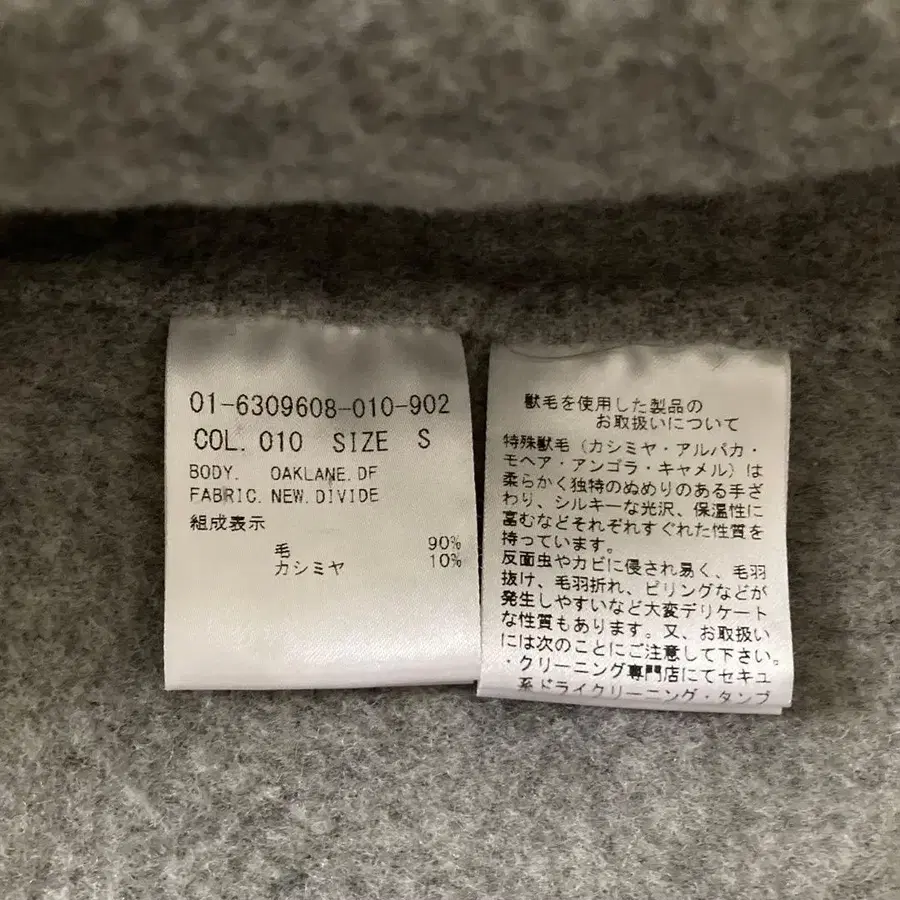 01-6309608-010-902
COL. 010 SIZE S
BODY. OAKLANE.DF
FABRIC. NEW.DIVIDE
組成表示
毛 90%
カシミヤ 10%
獣毛を使用した製品の
お取扱いについて
特殊獣毛(カシミヤ・アルパカ・
モヘア・アンゴラ・キャメル)は
柔らかく独特のぬめりのある手ざ
わり、シルキーな光沢、保温性に
富むなどそれぞれすぐれた性質を
持っています。
反面虫やカビに侵され易く、毛羽
抜け、毛羽折れ、ピリングなどが
発生しやすいなど大変デリケート
な性質もあります。又、お取扱い
には次のことにご注意して下さい。
・クリーニング専門店にてセキユ
系ドライクリーニング・タンブ